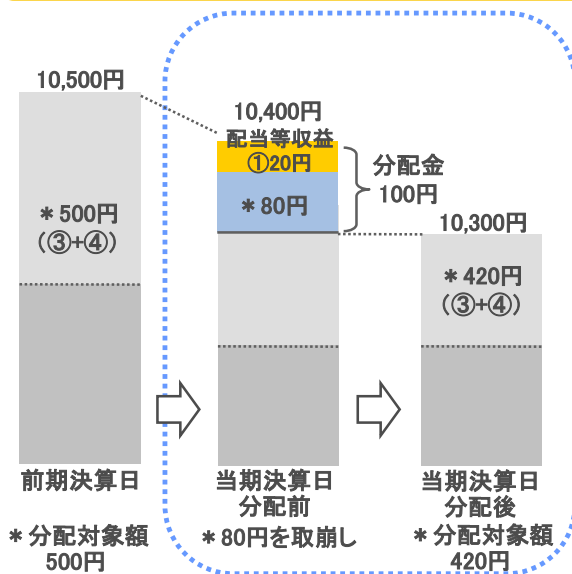 10,500円
10,400円
配当等収益
①20円
分配金
100円
＊80円
＊500円
（③+④）
10,300円
＊420円
（③+④）
前期決算日
当期決算日
分配前
当期決算日
分配後
＊分配対象額
500円
＊80円を取崩し
＊分配対象額
420円